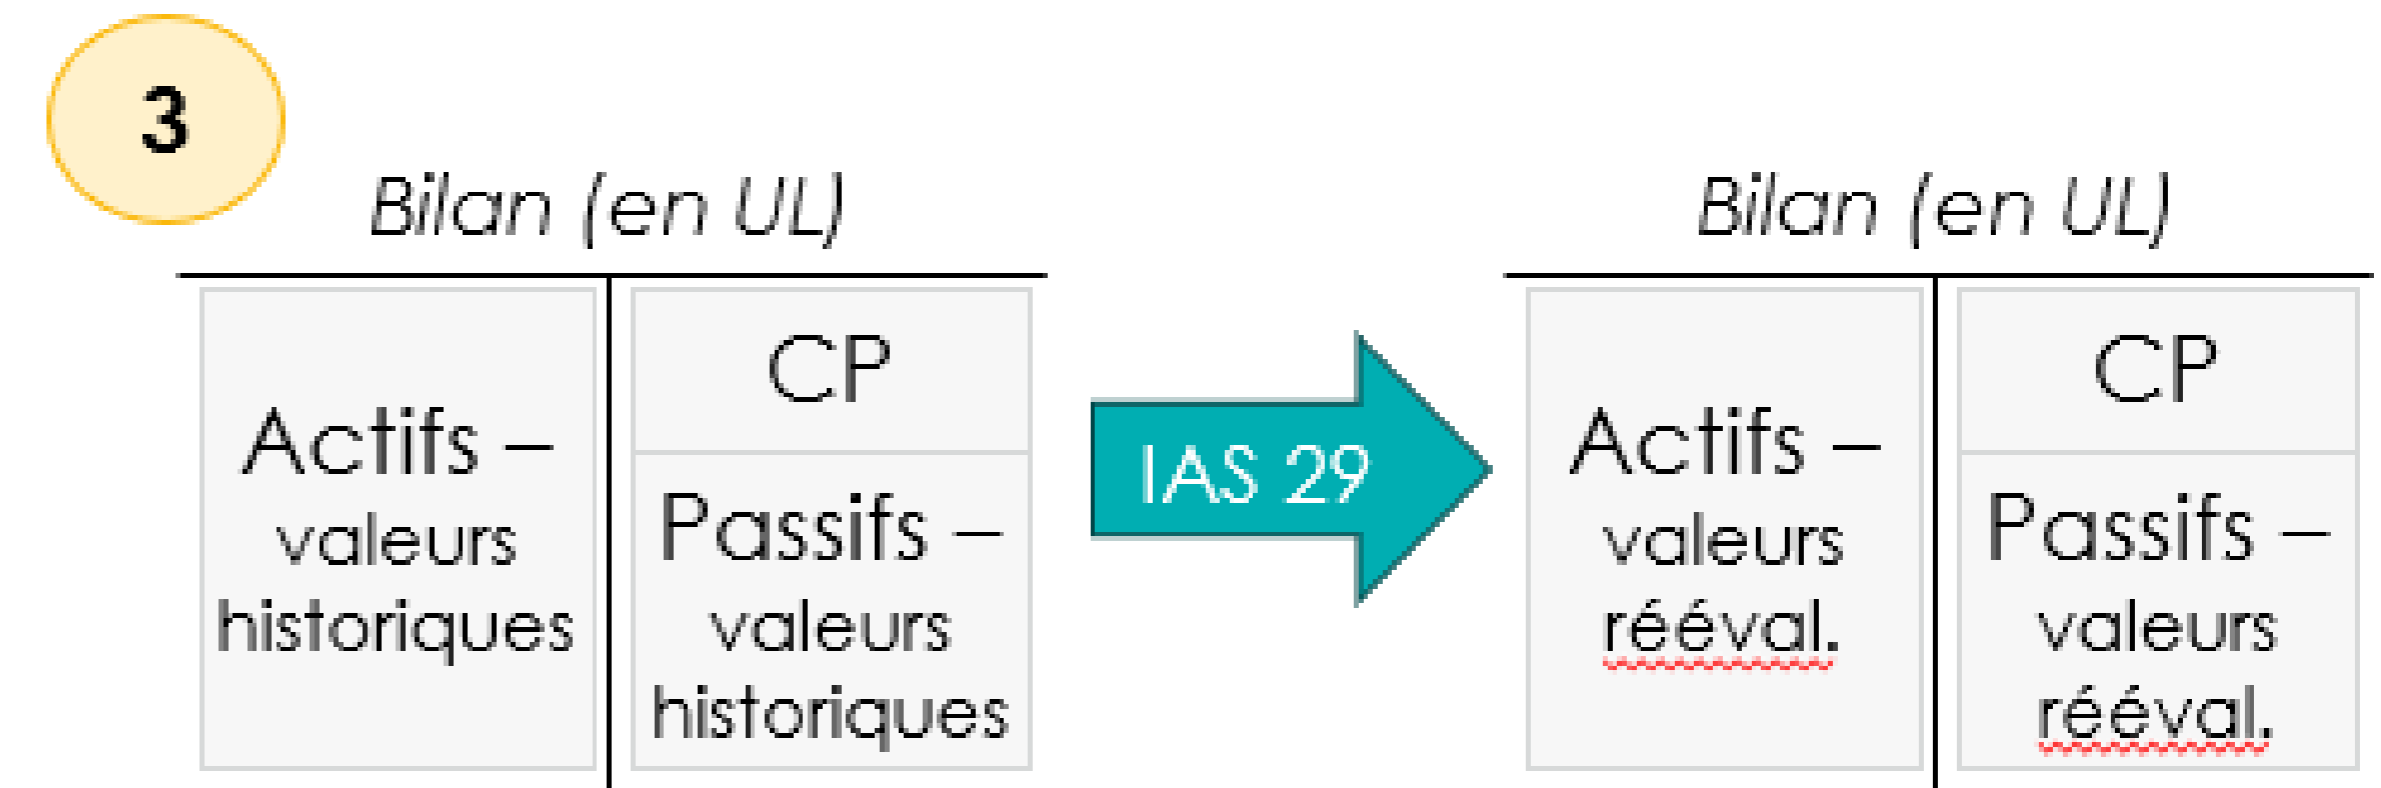 3
Bilan (en UL)
Actifs –
valeurs
historiques
CP
Passifs –
valeurs
historiques
IAS 29
Bilan (en UL)
Actifs –
valeurs
rééval.
CP
Passifs –
valeurs
rééval.